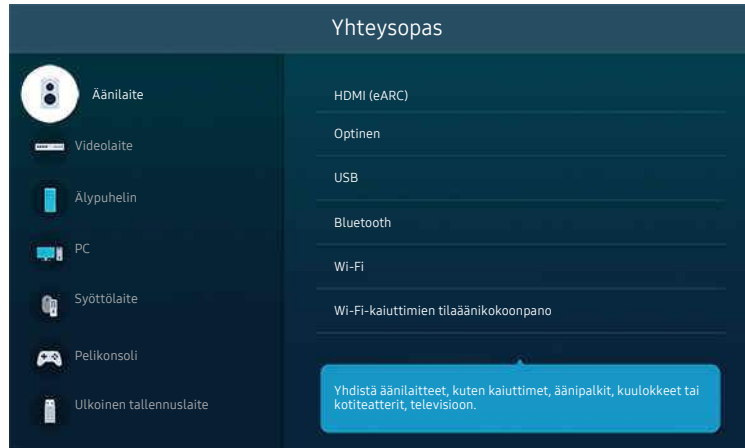 Yhteysopas
Äänilaite
Videolaite
Älypuhelin
PC
Syöttölaite
Pelikonsoli
Ulkoinen tallennuslaite
HDMI (eARC)
Optinen
USB
Bluetooth
Wi-Fi
Wi-Fi-kaiuttimien tilaäänikokoonpano
Yhdistä äänilaitteet, kuten kaiuttimet, äänipalkit, kuulokkeet tai
kotiteatterit, televisioon.